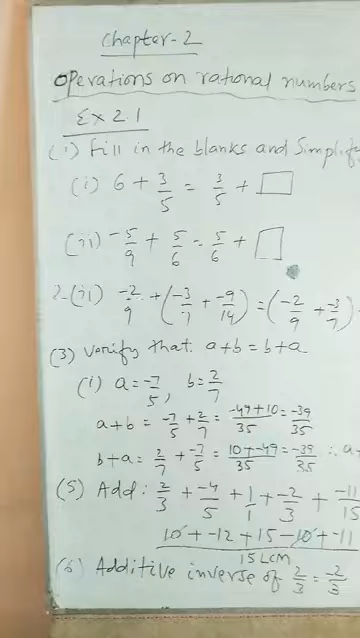 Chapter-2
Operations on rational numbers
Ex 2.1
(1) Fill in the blanks and Simplify
(i) 6 + 3/5 = 3/5 + □
(iii) -5/9 + 5/6 = 5/6 + □
2-(ii) -2/9 + (-3/7 + -9/14) = (-2/9 + -3/7)
(3) Verify that: a+b = b+a
(i) a = -7/5, b = 2/7
a+b = -7/5 + 2/7 = -49+10/35 = -39/35
b+a = 2/7 + -7/5 = 10+-49/35 = -39/35 ∴ a+
(5) Add: 2/3 + -4/5 + 1/1 + -2/3 + -11/15
10 + -12 + 15 - 10 + -11
15 LCM
(6) Additive inverse of 2/3 = -2/3